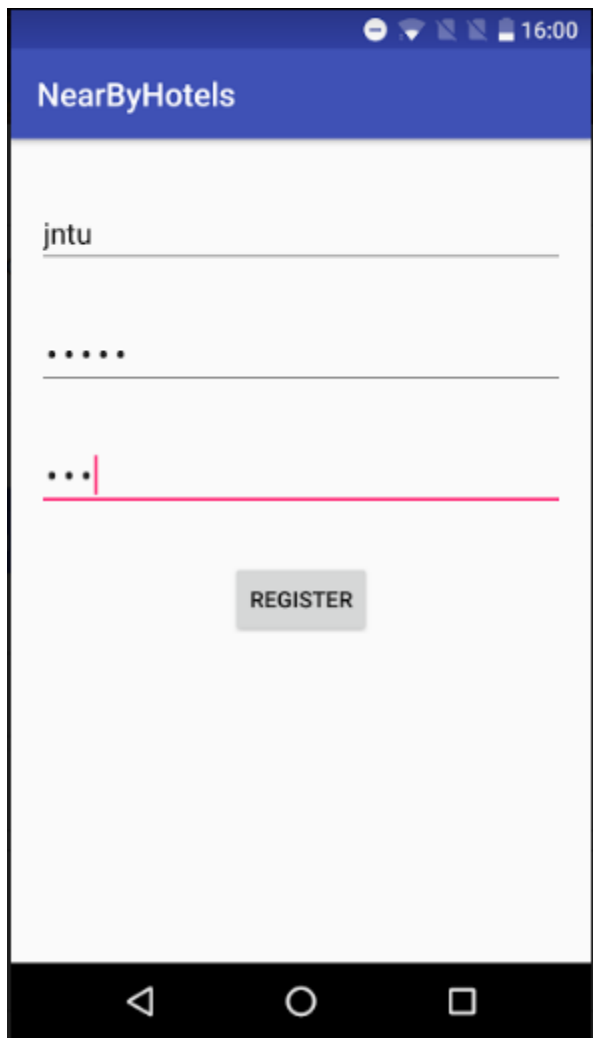 16:00
NearByHotels
jntu
•••••
•••
REGISTER